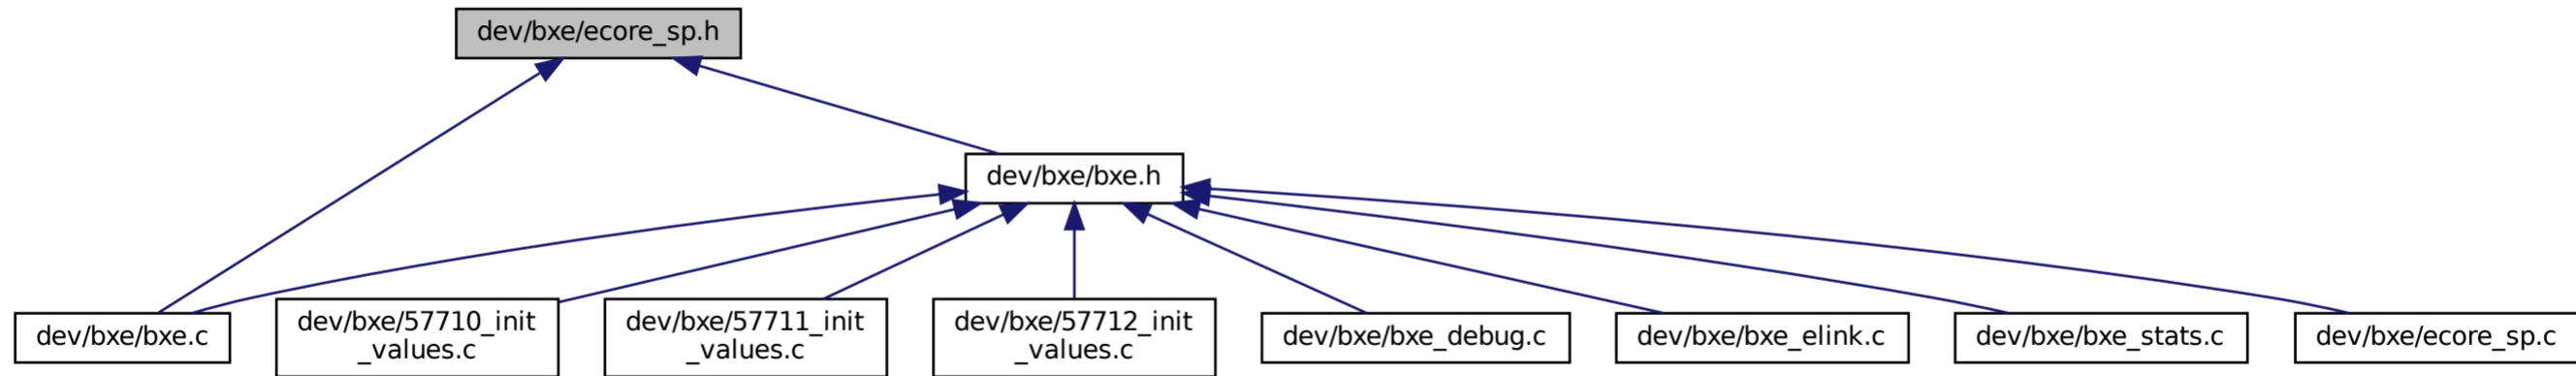 dev/bxe/ecore_sp.h
dev/bxe/bxe.h
dev/bxe/bxe.c
dev/bxe/57710_init
_values.c
dev/bxe/57711_init
_values.c
dev/bxe/57712_init
_values.c
dev/bxe/bxe_debug.c
dev/bxe/bxe_elink.c
dev/bxe/bxe_stats.c
dev/bxe/ecore_sp.c